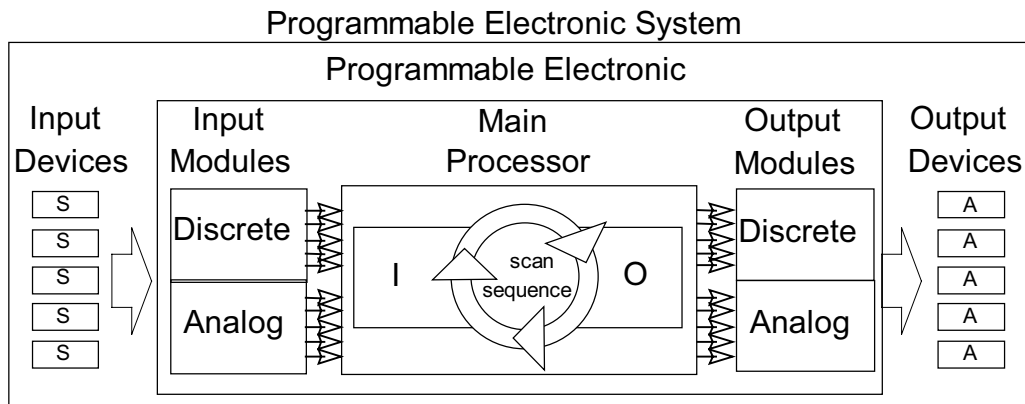 Programmable Electronic System
Programmable Electronic
Input
Devices
Input
Modules
Main
Processor
Output
Modules
Output
Devices
S
S
S
S
S
Discrete
Analog
I
scan
sequence
O
Discrete
Analog
A
A
A
A
A